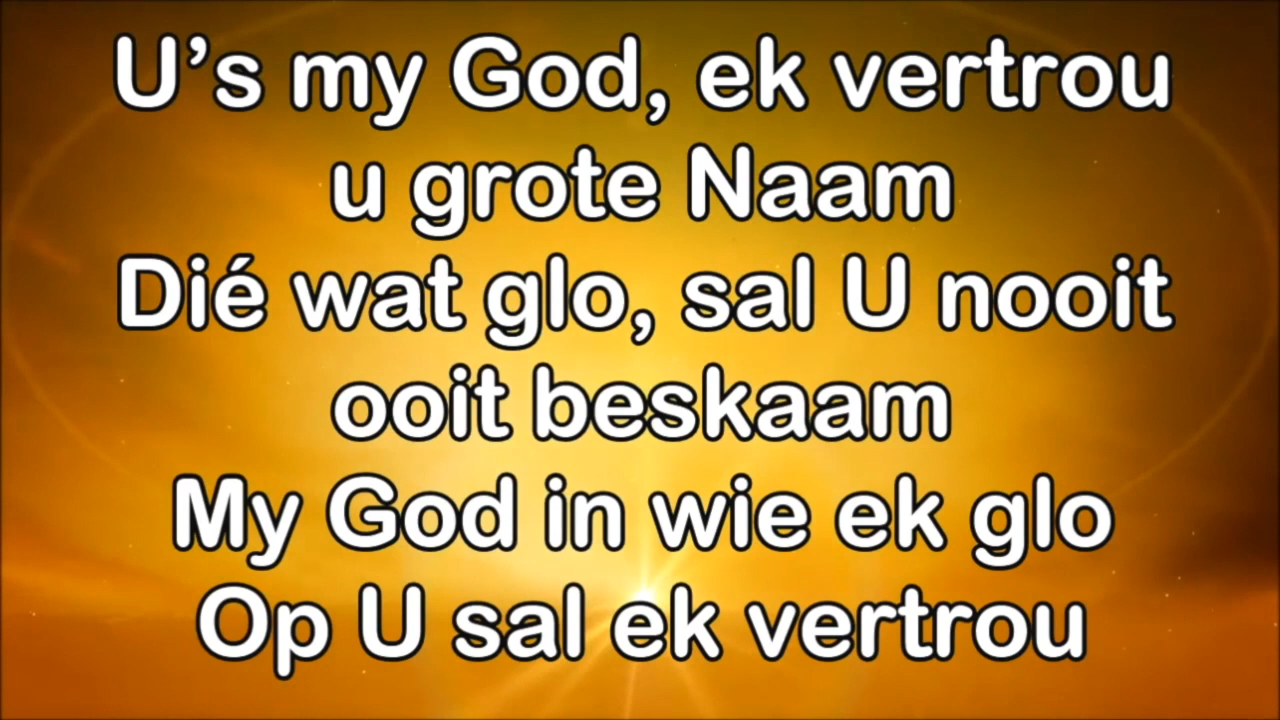 U’s my God, ek vertrou
u grote Naam
Dié wat glo, sal U nooit
ooit beskaam
My God in wie ek glo
Op U sal ek vertrou